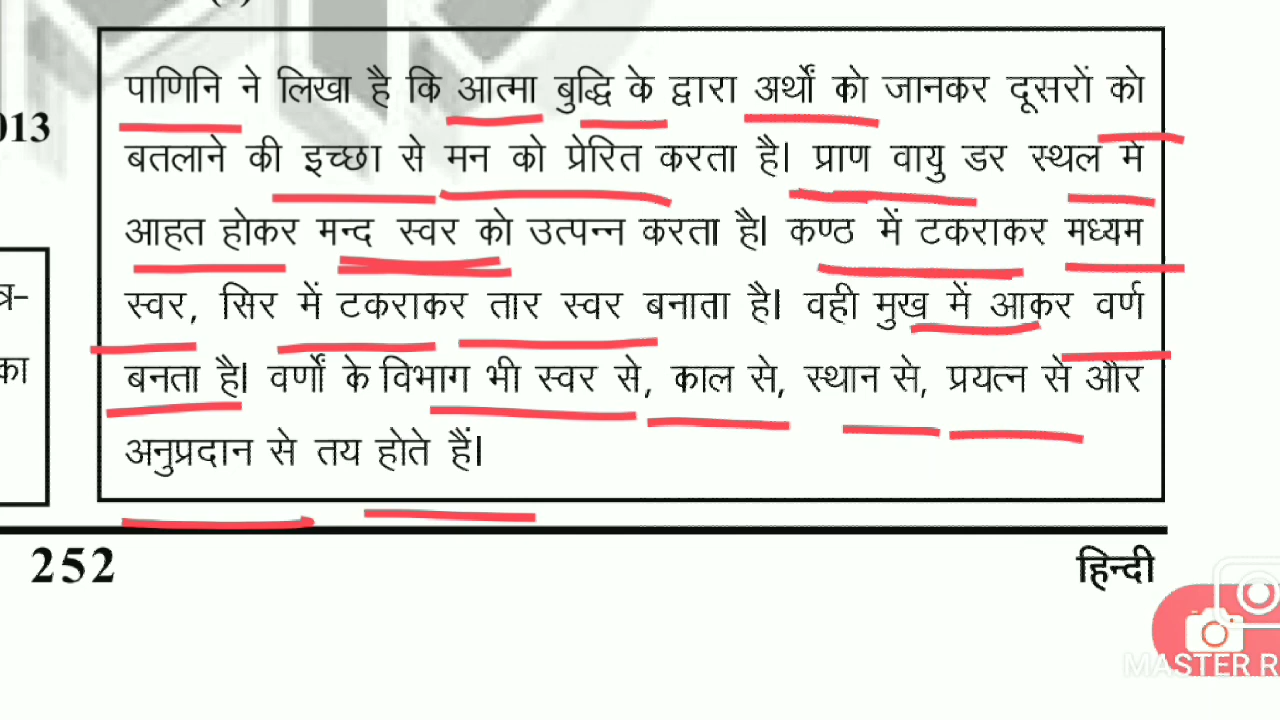 013
पाणिनि ने लिखा है कि आत्मा बुद्धि के द्वारा अर्थों को जानकर दूसरों को
बतलाने की इच्छा से मन को प्रेरित करता है। प्राण वायु डर स्थल में
आहत होकर मन्द स्वर को उत्पन्न करता है। कण्ठ में टकराकर मध्यम
स्वर, सिर में टकराकर तार स्वर बनाता है। वही मुख में आकर वर्ण
बनता है। वर्णों के विभाग भी स्वर से, काल से, स्थान से, प्रयत्न से और
अनुप्रदान से तय होते हैं।
त्र-
का
252
हिन्दी
MASTER R